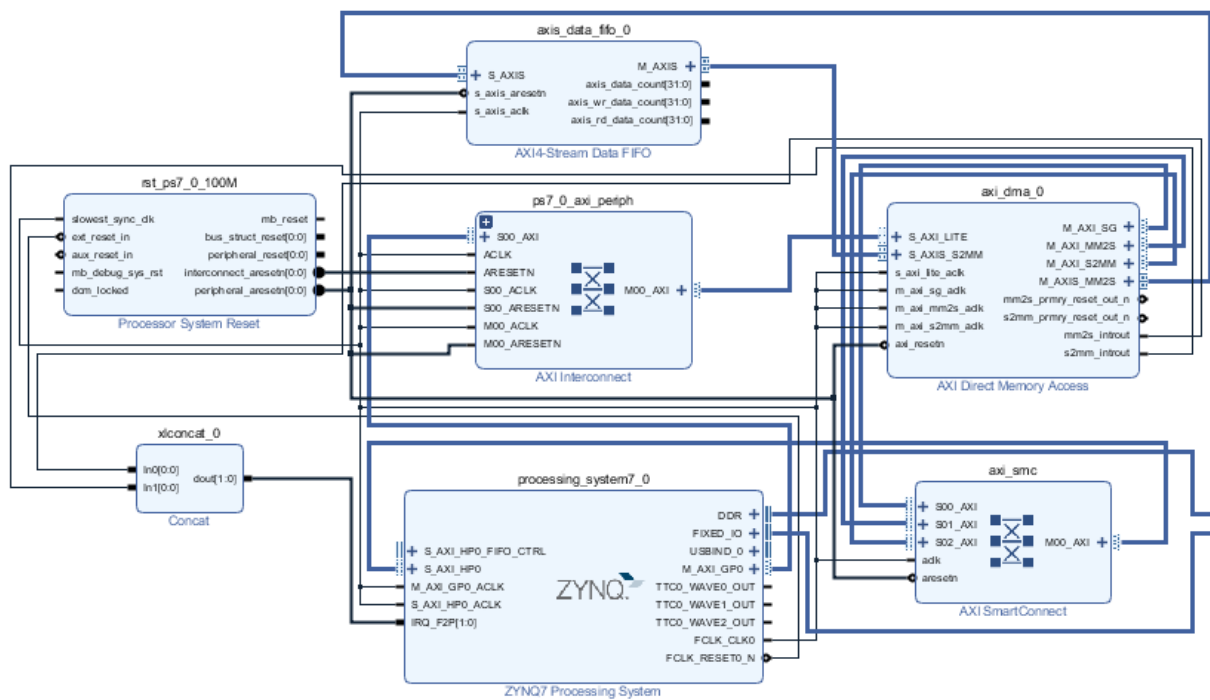 axis_data_fifo_0
S_AXIS
s_axis_aresetn
s_axis_aclk
M_AXIS
axis_data_count[31:0]
axis_wr_data_count[31:0]
axis_rd_data_count[31:0]
AXI4-Stream Data FIFO
rst_ps7_0_100M
slowest_sync_clk
ext_reset_in
aux_reset_in
mb_debug_sys_rst
dcm_locked
mb_reset
bus_struct_reset[0:0]
peripheral_reset[0:0]
interconnect_aresetn[0:0]
peripheral_aresetn[0:0]
Processor System Reset
ps7_0_axi_periph
S00_AXI
ACLK
ARESETN
S00_ACLK
S00_ARESETN
M00_ACLK
M00_ARESETN
M00_AXI
AXI Interconnect
axi_dma_0
S_AXI_LITE
S_AXIS_S2MM
s_axi_lite_aclk
m_axi_sg_aclk
m_axi_mm2s_aclk
m_axi_s2mm_aclk
axi_resetn
M_AXI_SG
M_AXI_MM2S
M_AXI_S2MM
M_AXIS_MM2S
mm2s_prmry_reset_out_n
s2mm_prmry_reset_out_n
mm2s_introut
s2mm_introut
AXI Direct Memory Access
xlconcat_0
In0[0:0]
In1[0:0]
dout[1:0]
Concat
processing_system7_0
S_AXI_HP0_FIFO_CTRL
S_AXI_HP0
M_AXI_GP0_ACLK
S_AXI_HP0_ACLK
IRQ_F2P[1:0]
ZYNQ.
DDR
FIXED_IO
USBIND_0
M_AXI_GP0
TTC0_WAVE0_OUT
TTC0_WAVE1_OUT
TTC0_WAVE2_OUT
FCLK_CLK0
FCLK_RESET0_N
ZYNQ7 Processing System
axi_smc
S00_AXI
S01_AXI
S02_AXI
aclk
aresetn
M00_AXI
AXI SmartConnect